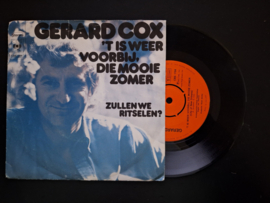 GERARD COX
'T IS WEER
VOORBIJ,
DIE MOOIE
ZOMER
ZULLEN WE
RITSELEN?